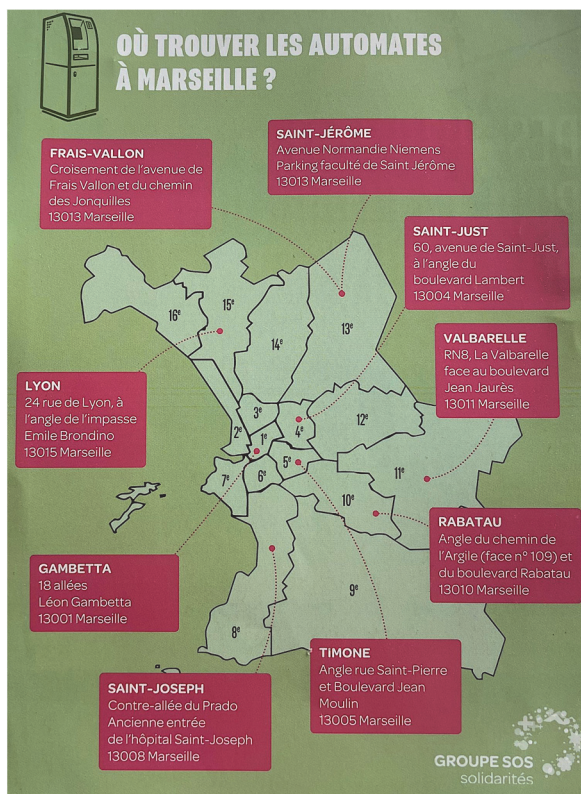 OÙ TROUVER LES AUTOMATES
À MARSEILLE ?
FRAIS-VALLON
Croisement de l'avenue de
Frais Vallon et du chemin
des Jonquilles
13013 Marseille
SAINT-JÉRÔME
Avenue Normandie Niemens
Parking faculté de Saint Jérôme
13013 Marseille
SAINT-JUST
60, avenue de Saint-Just,
à l'angle du
boulevard Lambert
13004 Marseille
VALBARELLE
RN8, La Valbarelle
face au boulevard
Jean Jaurès
13011 Marseille
LYON
24 rue de Lyon, à
l'angle de l'impasse
Emile Brondino
13015 Marseille
16e
15e
14e
13e
3e
2e
1e
4e
12e
5e
6e
7e
11e
10e
9e
8e
RABATAU
Angle du chemin de
l'Argile (face n° 109) et
du boulevard Rabatau
13010 Marseille
GAMBETTA
18 allées
Léon Gambetta
13001 Marseille
TIMONE
Angle rue Saint-Pierre
et Boulevard Jean
Moulin
13005 Marseille
SAINT-JOSEPH
Contre-allée du Prado
Ancienne entrée
de l'hôpital Saint-Joseph
13008 Marseille
GROUPE SOS
solidarités